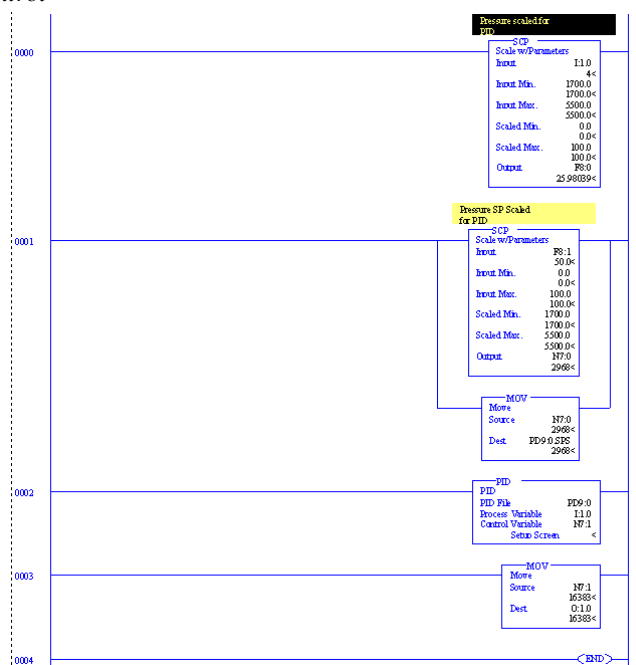 Pressure scaled for
PID
0000
SCP
Scale w/Parameters
Input I:1.0
4<
Input Min. 1700.0
1700.0<
Input Max. 5500.0
5500.0<
Scaled Min. 0.0
0.0<
Scaled Max. 100.0
100.0<
Output F8:0
25.98039<
Pressure SP Scaled
for PID
0001
SCP
Scale w/Parameters
Input F8:1
50.0<
Input Min. 0.0
0.0<
Input Max. 100.0
100.0<
Scaled Min. 1700.0
1700.0<
Scaled Max. 5500.0
5500.0<
Output N7:0
2968<
MOV
Move
Source N7:0
2968<
Dest PD9:0.SPS
2968<
0002
PID
PID
PID File PD9:0
Process Variable I:1.0
Control Variable N7:1
Setup Screen <
0003
MOV
Move
Source N7:1
16383<
Dest O:1.0
16383<
0004
END